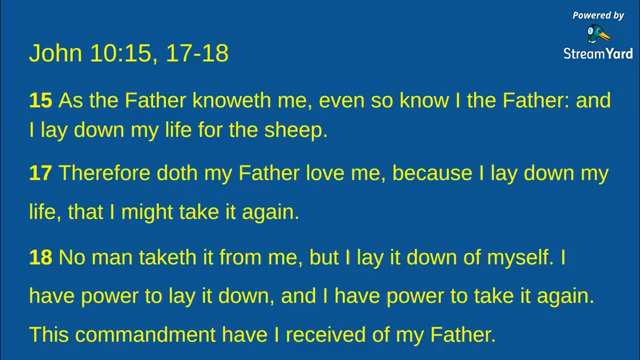 Powered by
StreamYard
John 10:15, 17-18
15 As the Father knoweth me, even so know I the Father: and
I lay down my life for the sheep.
17 Therefore doth my Father love me, because I lay down my
life, that I might take it again.
18 No man taketh it from me, but I lay it down of myself. I
have power to lay it down, and I have power to take it again.
This commandment have I received of my Father.